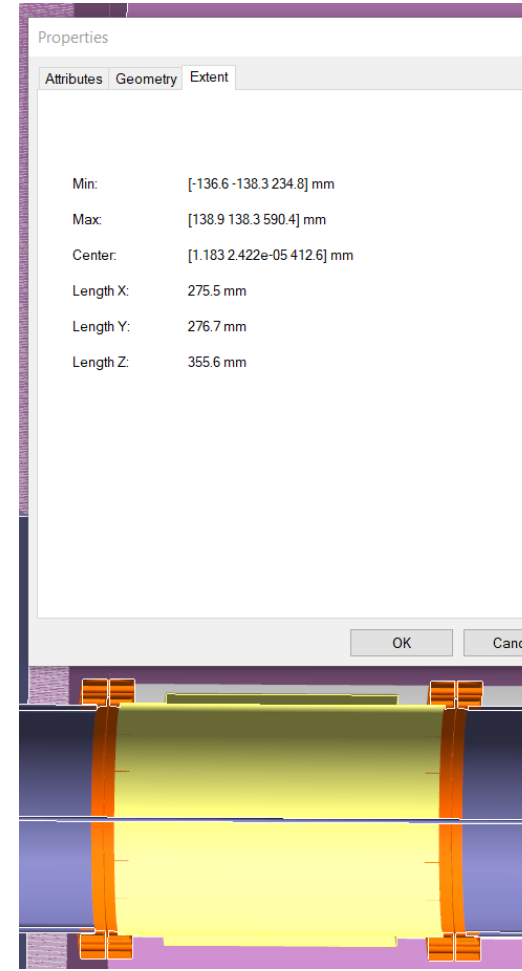 Properties
Attributes Geometry Extent
Min: [-136.6 -138.3 234.8] mm
Max: [138.9 138.3 590.4] mm
Center: [1.183 2.422e-05 412.6] mm
Length X: 275.5 mm
Length Y: 276.7 mm
Length Z: 355.6 mm
OK